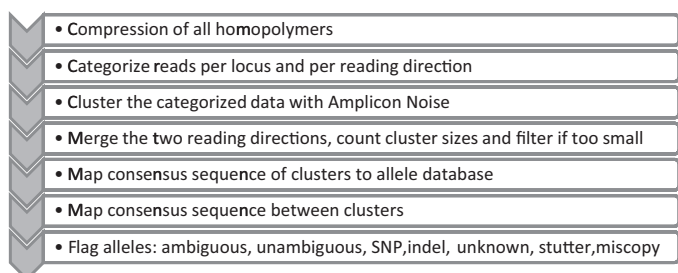 • Compression of all homopolymers
• Categorize reads per locus and per reading direction
• Cluster the categorized data with Amplicon Noise
• Merge the two reading directions, count cluster sizes and filter if too small
• Map consensus sequence of clusters to allele database
• Map consensus sequence between clusters
• Flag alleles: ambiguous, unambiguous, SNP,indel, unknown, stutter,miscopy